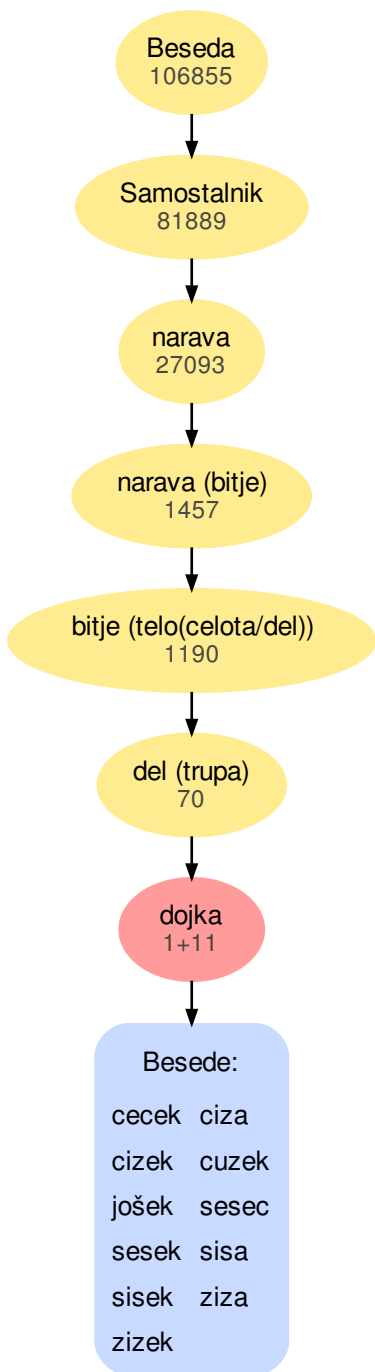 Beseda
106855
Samostalnik
81889
narava
27093
narava (bitje)
1457
bitje (telo(celota/del))
1190
del (trupa)
70
dojka
1+11
Besede:
cecek ciza
cizek cuzek
jošek sesec
sesek sisa
sisek ziza
zizek